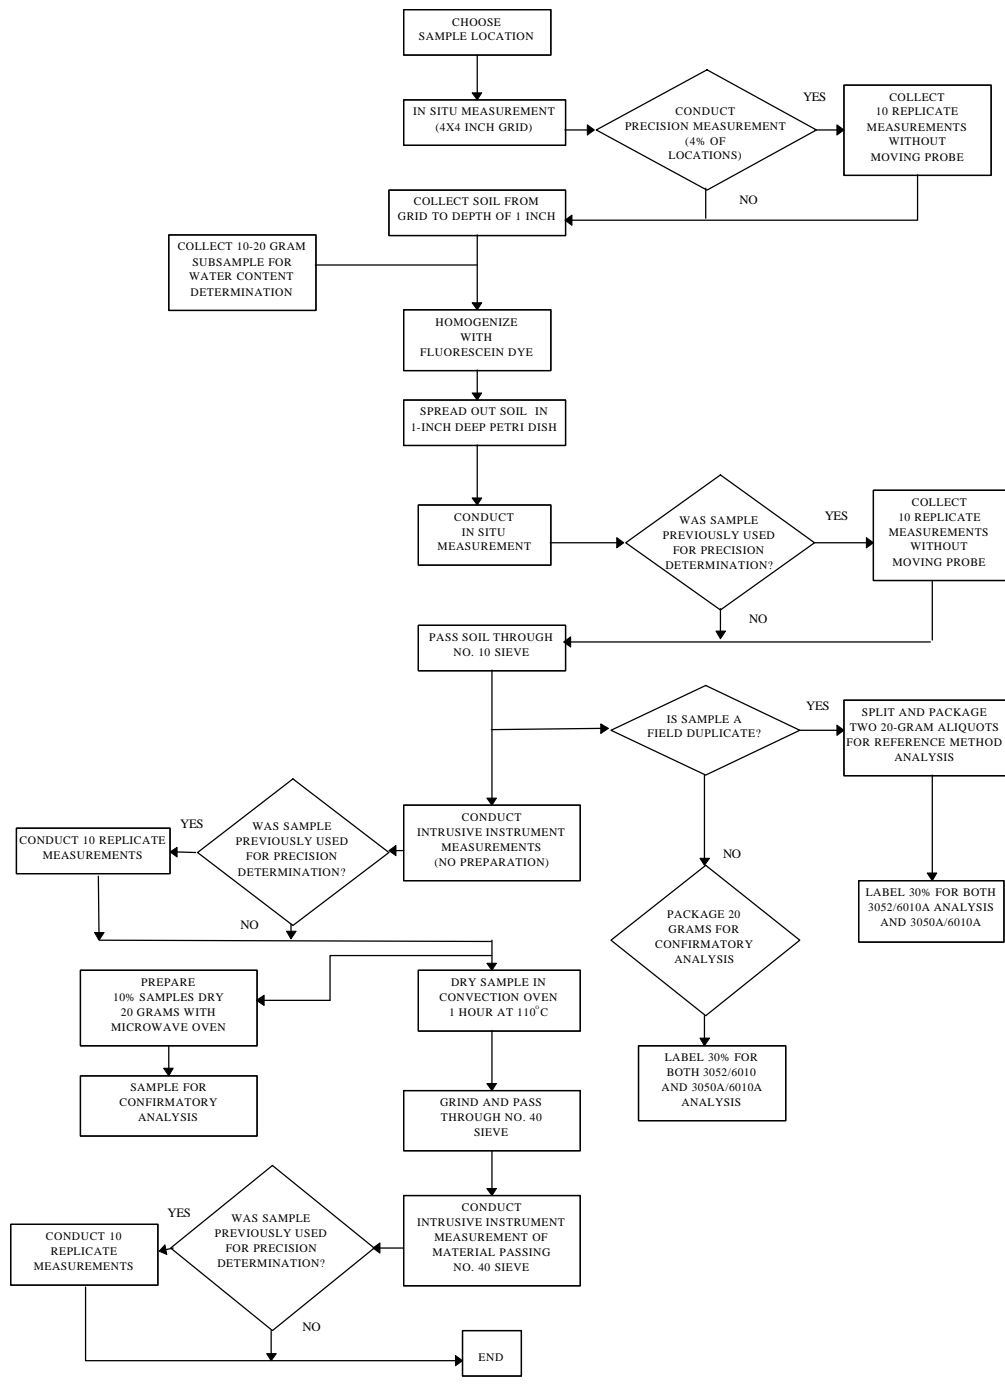 CHOOSE
SAMPLE LOCATION
IN SITU MEASUREMENT
(4X4 INCH GRID)
CONDUCT
PRECISION MEASUREMENT
(4% OF
LOCATIONS)
YES
COLLECT
10 REPLICATE
MEASUREMENTS
WITHOUT
MOVING PROBE
NO
COLLECT SOIL FROM
GRID TO DEPTH OF 1 INCH
COLLECT 10-20 GRAM
SUBSAMPLE FOR
WATER CONTENT
DETERMINATION
HOMOGENIZE
WITH
FLUORESCEIN DYE
SPREAD OUT SOIL IN
1-INCH DEEP PETRI DISH
CONDUCT
IN SITU
MEASUREMENT
WAS SAMPLE
PREVIOUSLY USED
FOR PRECISION
DETERMINATION?
YES
COLLECT
10 REPLICATE
MEASUREMENTS
WITHOUT
MOVING PROBE
NO
PASS SOIL THROUGH
NO. 10 SIEVE
IS SAMPLE A
FIELD DUPLICATE?
YES
SPLIT AND PACKAGE
TWO 20-GRAM ALIQUOTS
FOR REFERENCE METHOD
ANALYSIS
CONDUCT
INTRUSIVE INSTRUMENT
MEASUREMENTS
(NO PREPARATION)
WAS SAMPLE
PREVIOUSLY USED
FOR PRECISION
DETERMINATION?
YES
CONDUCT 10 REPLICATE
MEASUREMENTS
NO
NO
PACKAGE 20
GRAMS FOR
CONFIRMATORY
ANALYSIS
LABEL 30% FOR BOTH
3052/6010A ANALYSIS
AND 3050A/6010A
PREPARE
10% SAMPLES DRY
20 GRAMS WITH
MICROWAVE OVEN
DRY SAMPLE IN
CONVECTION OVEN
1 HOUR AT 110°C
LABEL 30% FOR
BOTH 3052/6010
AND 3050A/6010A
ANALYSIS
SAMPLE FOR
CONFIRMATORY
ANALYSIS
GRIND AND PASS
THROUGH NO. 40
SIEVE
CONDUCT
INTRUSIVE INSTRUMENT
MEASUREMENT OF
MATERIAL PASSING
NO. 40 SIEVE
WAS SAMPLE
PREVIOUSLY USED
FOR PRECISION
DETERMINATION?
YES
CONDUCT 10
REPLICATE
MEASUREMENTS
NO
END